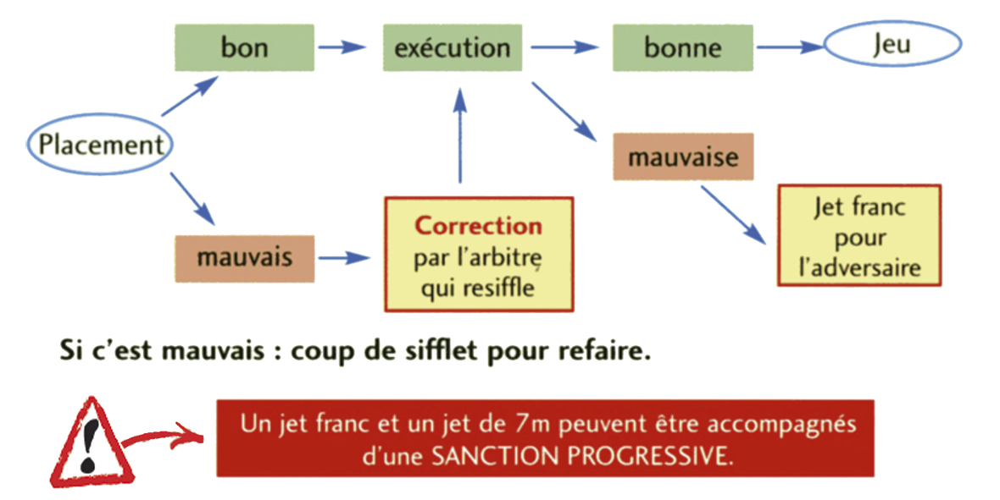 bon
exécution
bonne
Jeu
Placement
mauvaise
mauvais
Correction
par l'arbitre
qui resiffle
Jet franc
pour
l'adversaire
Si c'est mauvais : coup de sifflet pour refaire.
!
Un jet franc et un jet de 7m peuvent être accompagnés
d'une SANCTION PROGRESSIVE.